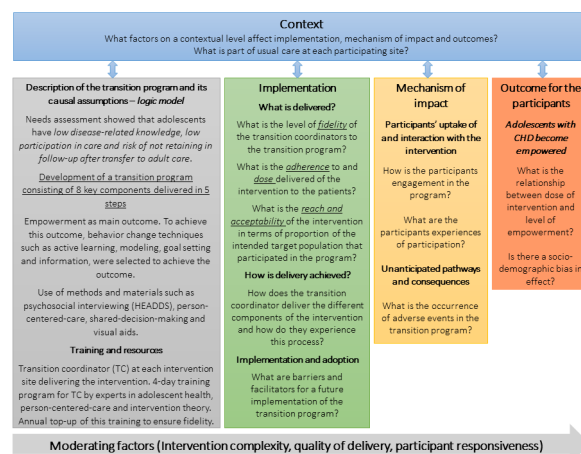 Context
What factors on a contextual level affect implementation, mechanism of impact and outcomes?
What is part of usual care at each participating site?
Description of the transition program and its
causal assumptions – logic model
Needs assessment showed that adolescents
have low disease-related knowledge, low
participation in care and risk of not retaining in
follow-up after transfer to adult care.
Development of a transition program
consisting of 8 key components delivered in 5
steps
Empowerment as main outcome. To achieve
this outcome, behavior change techniques
such as active learning, modeling, goal setting
and information, were selected to achieve the
outcome.
Use of methods and materials such as
psychosocial interviewing (HEADDS), person-
centered-care, shared-decision-making and
visual aids.
Training and resources
Transition coordinator (TC) at each intervention
site delivering the intervention. 4-day training
program for TC by experts in adolescent health,
person-centered-care and intervention theory.
Annual top-up of this training to ensure fidelity.
Implementation
What is delivered?
What is the level of fidelity of
the transition coordinators to
the transition program?
What is the adherence to and
dose delivered of the
intervention to the patients?
What is the reach and
acceptability of the intervention
in terms of proportion of the
intended target population that
participated in the program?
How is delivery achieved?
How does the transition
coordinator deliver the different
components of the intervention
and how do they experience
this process?
Implementation and adoption
What are barriers and
facilitators for a future
implementation of the
transition program?
Mechanism of
impact
Participants' uptake of
and interaction with the
intervention
How is the participants
engagement in the
program?
What are the
participants experiences
of participation?
Unanticipated pathways
and consequences
What is the occurrence
of adverse events in the
transition program?
Outcome for the
participants
Adolescents with
CHD become
empowered
What is the
relationship
between dose of
intervention and
level of
empowerment?
Is there a socio-
demographic bias in
effect?
Moderating factors (Intervention complexity, quality of delivery, participant responsiveness)